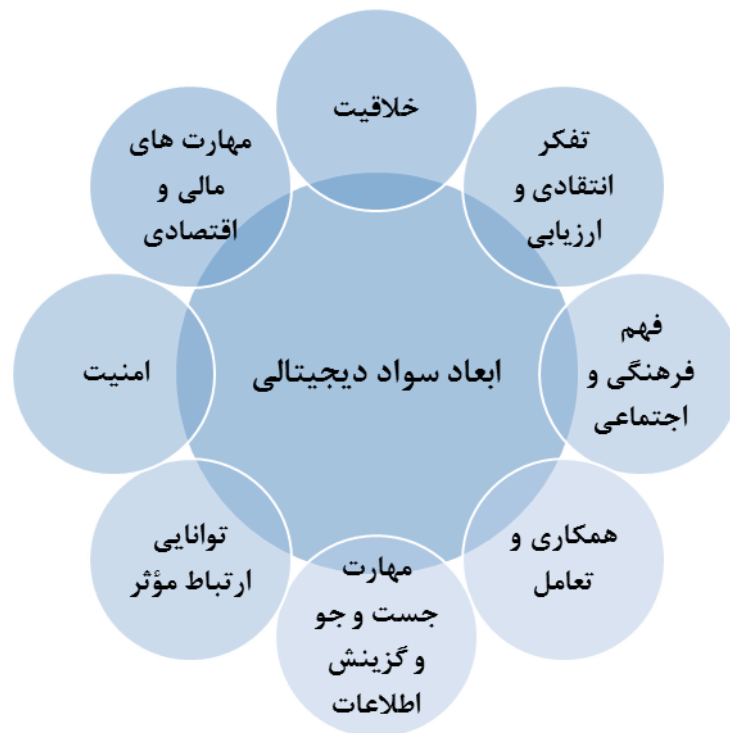 خلاقیت
تفکر
انتقادی و
ارزیابی
فهم
فرهنگی و
اجتماعی
همکاری و
تعامل
مهارت
جست و جو
و گزینش
اطلاعات
توانایی
ارتباط مؤثر
امنیت
مهارت های
مالی و
اقتصادی
ابعاد سواد دیجیتالی